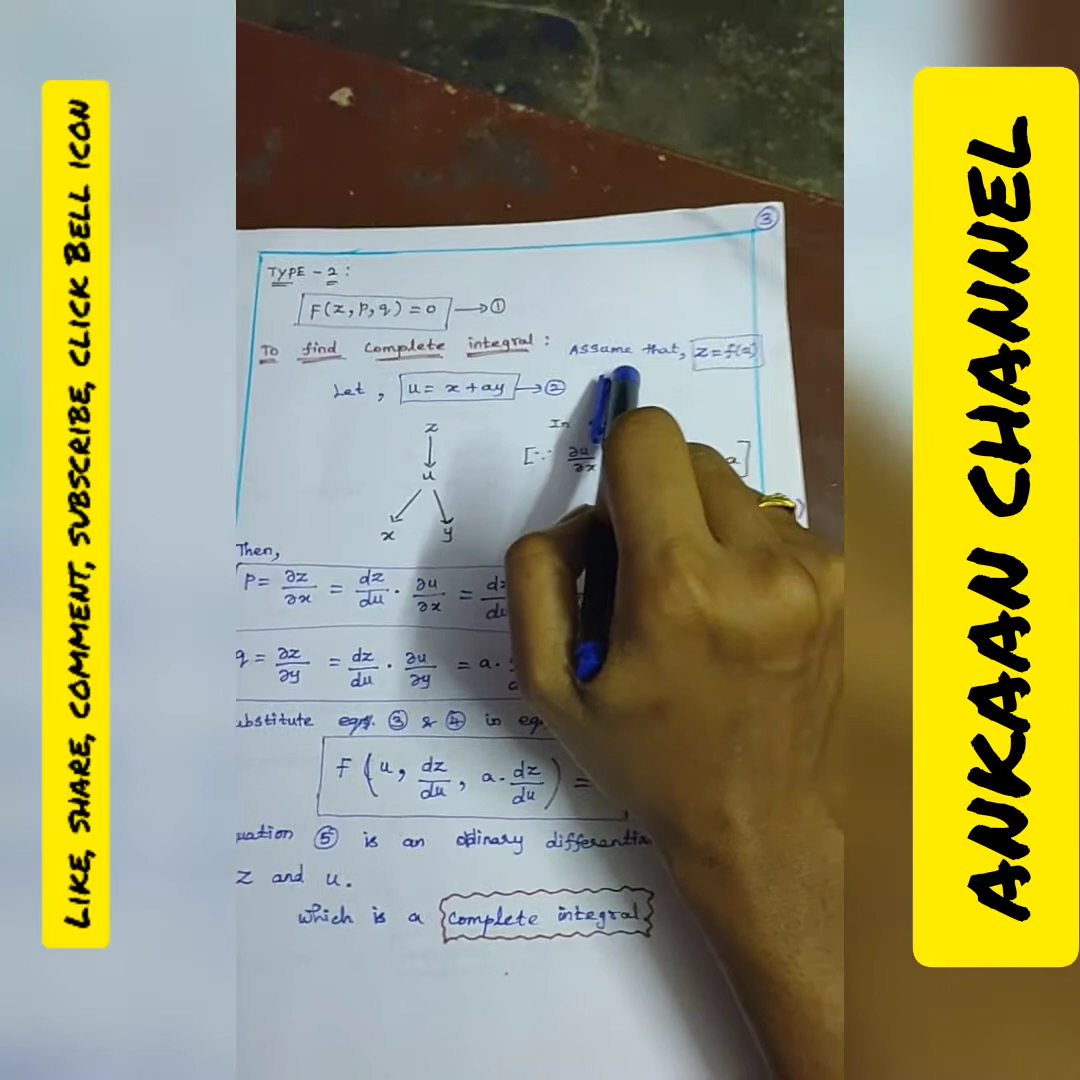 LIKE, SHARE, COMMENT, SUBSCRIBE, CLICK BELL ICON
3
TYPE - 2 :
F(z, p, q) = 0 → ①
To find complete integral : Assume that, z = f(u)
Let , u = x + ay → ②
z
In
[∵ ∂u/∂x a]
u
x y
Then,
P = ∂z/∂x = dz/du · ∂u/∂x =
q = ∂z/∂y = dz/du · ∂u/∂y = a ·
ubstitute eqs. ③ & ④ in eq
F ( u, dz/du , a · dz/du ) =
uation ⑤ is an odinary differentia
z and u.
which is a complete integral
ANKAAN CHANNEL